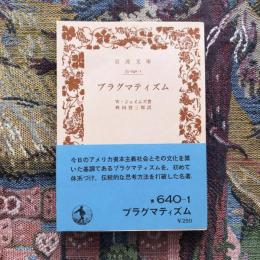 岩波文庫
プラグマティズム
W・ジェイムズ著
桝田啓三郎訳
今日のアメリカ資本主義社会とその文化を築
いた基調であるプラグマティズムを、初めて
体系づけ、伝統的な思考方法を打破した名著。
青 640-1
プラグマティズム
¥250